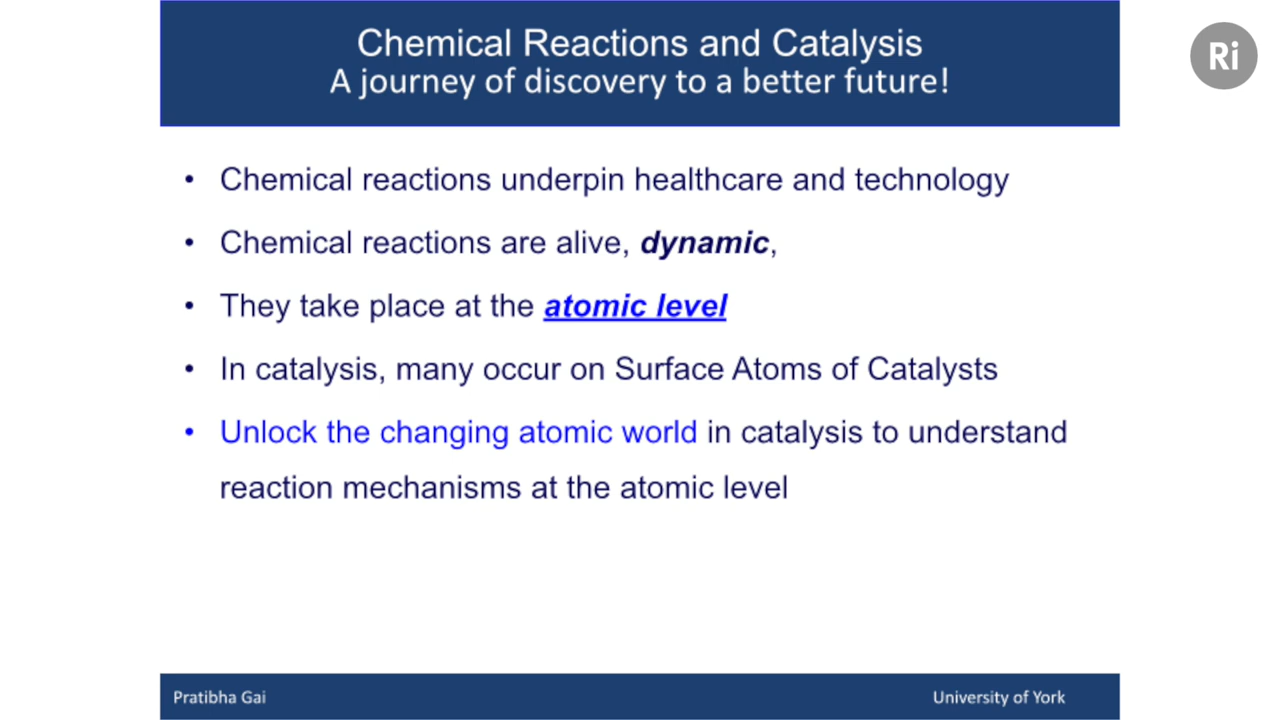 Chemical Reactions and Catalysis
A journey of discovery to a better future!
Ri
• Chemical reactions underpin healthcare and technology
• Chemical reactions are alive, dynamic,
• They take place at the atomic level
• In catalysis, many occur on Surface Atoms of Catalysts
• Unlock the changing atomic world in catalysis to understand
reaction mechanisms at the atomic level
Pratibha Gai
University of York